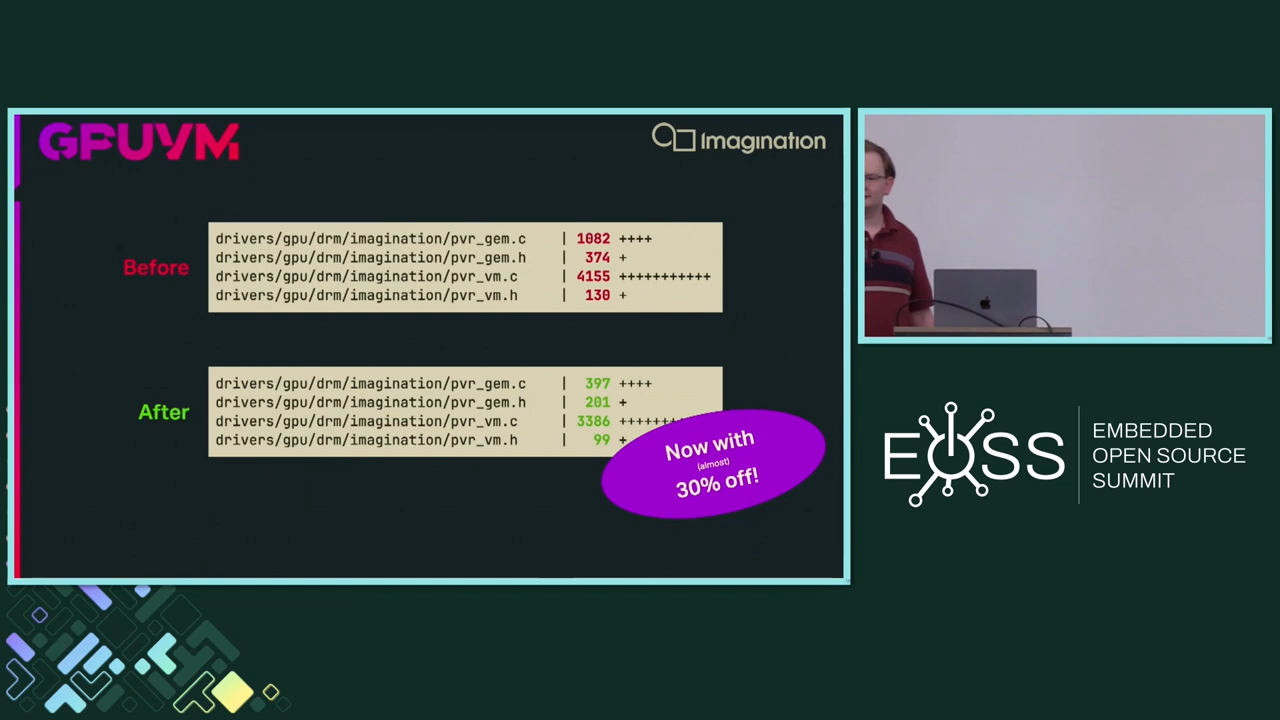 GPUVM
Imagination
Before
drivers/gpu/drm/imagination/pvr_gem.c | 1082 ++++
drivers/gpu/drm/imagination/pvr_gem.h | 374 +
drivers/gpu/drm/imagination/pvr_vm.c | 4155 +++++++++++
drivers/gpu/drm/imagination/pvr_vm.h | 130 +
After
drivers/gpu/drm/imagination/pvr_gem.c | 397 ++++
drivers/gpu/drm/imagination/pvr_gem.h | 201 +
drivers/gpu/drm/imagination/pvr_vm.c | 3386 ++++++++
drivers/gpu/drm/imagination/pvr_vm.h | 99 +
Now with
(almost)
30% off!
EOSS
EMBEDDED
OPEN SOURCE
SUMMIT